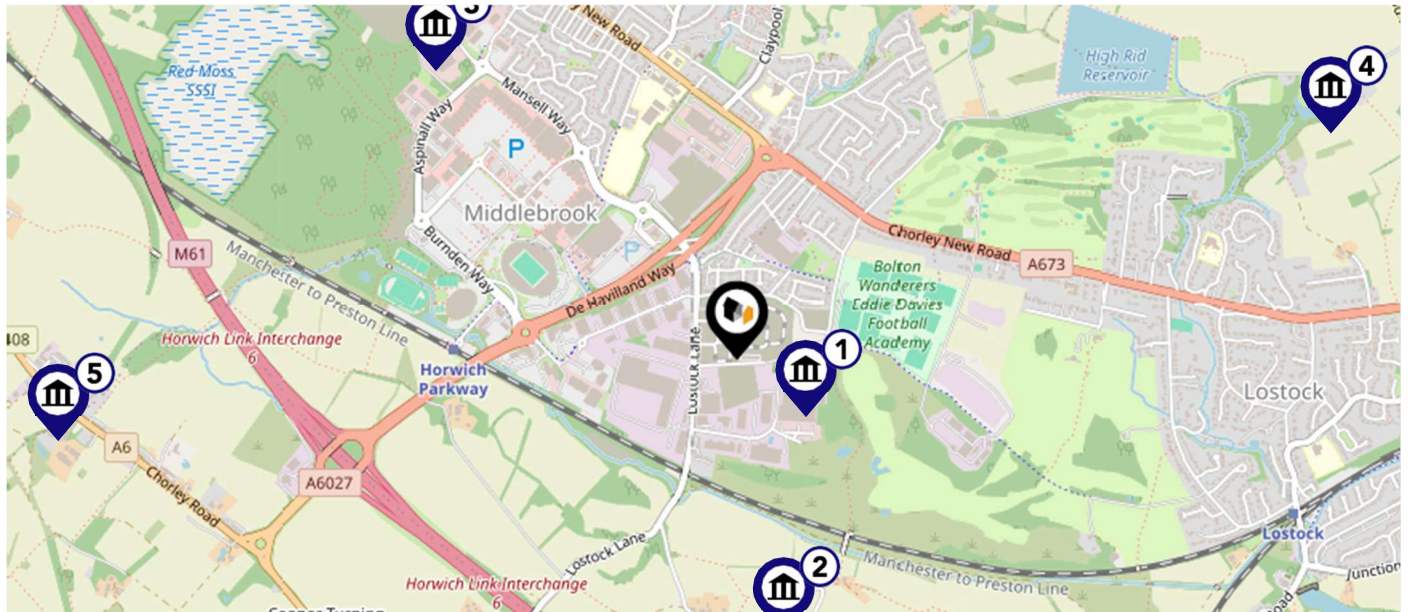 3
ey New Road
Claypool
High Rid
Reservoir
4
Red Moss
SSSI
Mansell Way
Aspinall Way
P
Middlebrook
P
Burnden Way
M61
Manchester to Preston Line
Chorley New Road
A673
De Havilland Way
Bolton
Wanderers
Eddie Davies
Football
Academy
408
Horwich Link Interchange
6
Horwich
Parkway
Lostock Lane
1
5
Lostock
A6
Chorley Road
A6027
Lostock Lane
Lostock
Manchester to Preston Line
2
Horwich Link Interchange
6
Junction
oad